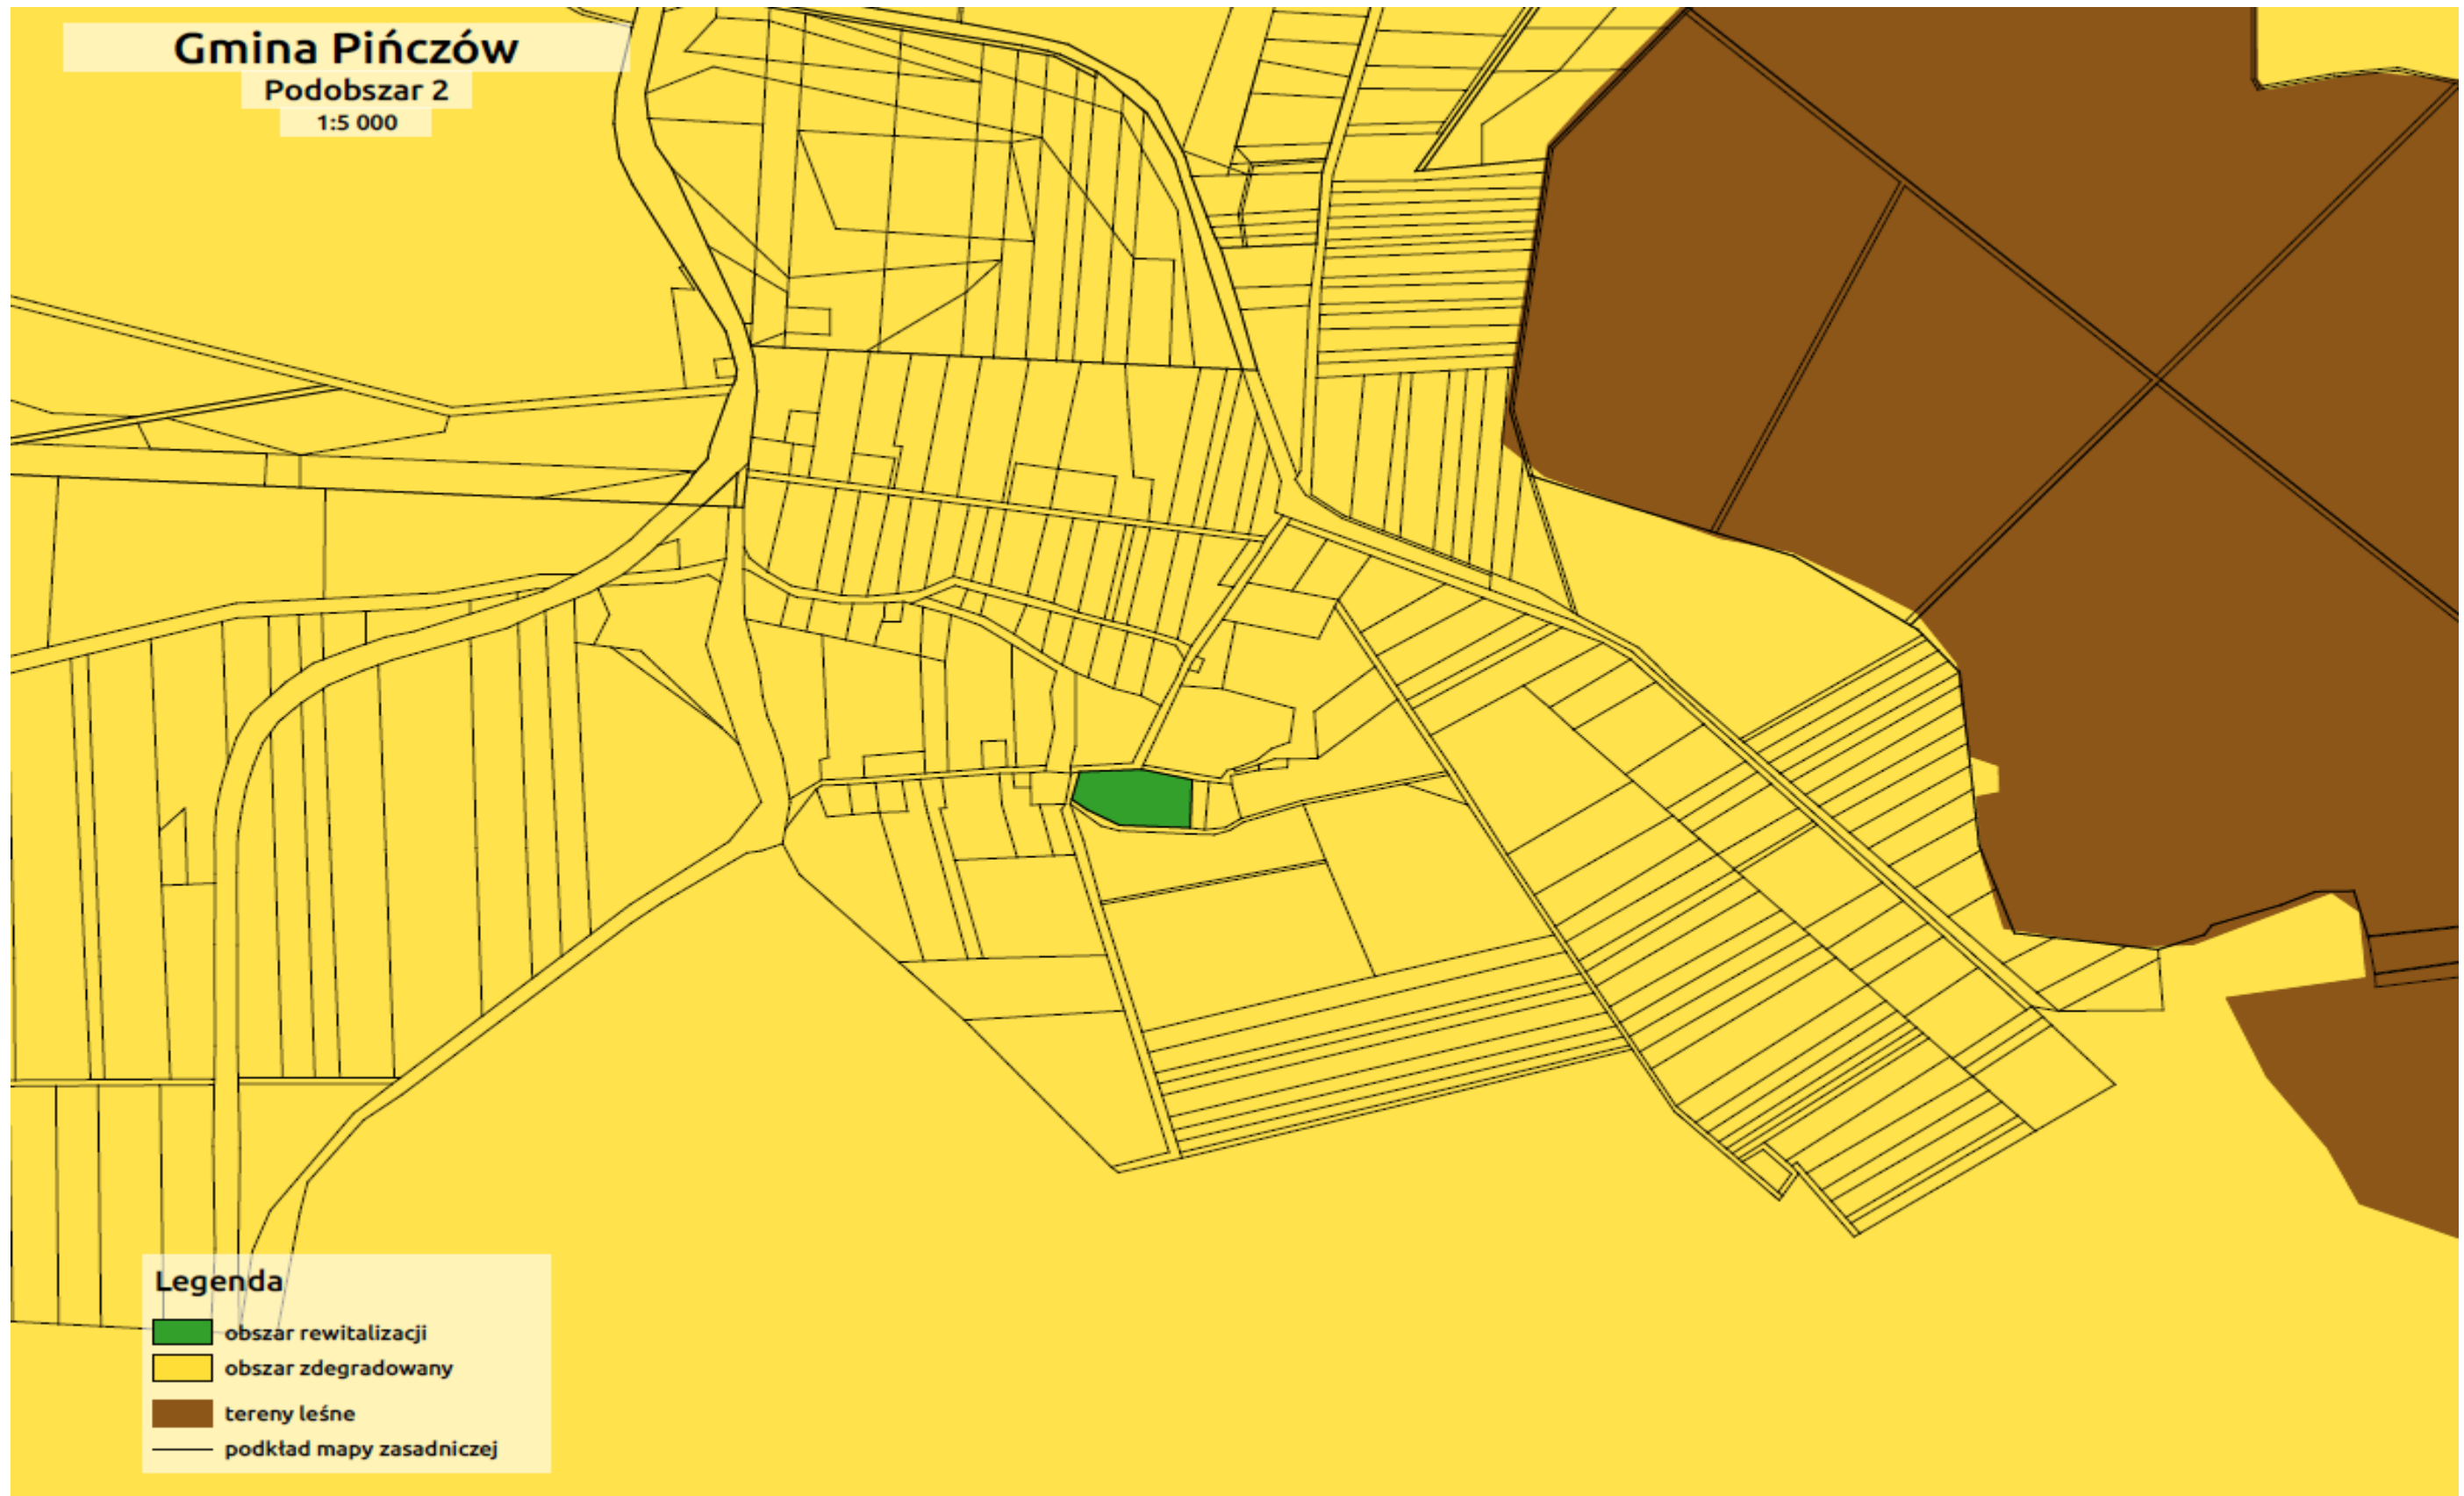 Gmina Pińczów
Podobszar 2
1:5 000
Legenda
obszar rewitalizacji
obszar zdegradowany
tereny leśne
podkład mapy zasadniczej